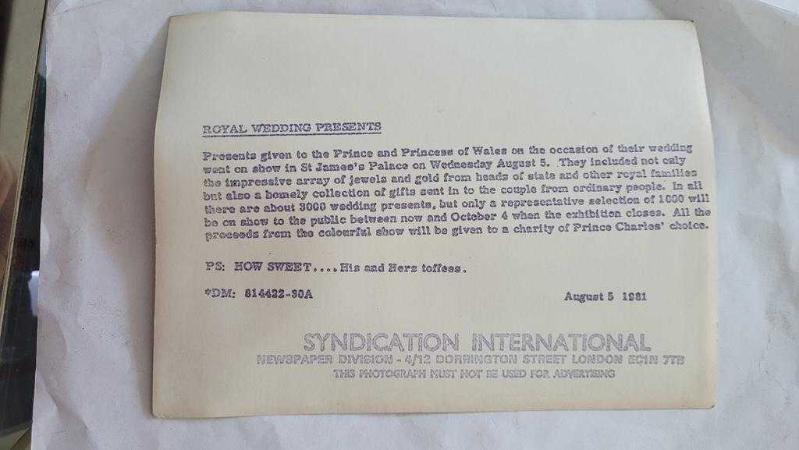 ROYAL WEDDING PRESENTS
Presents given to the Prince and Princess of Wales on the occasion of their wedding
went on show in St James's Palace on Wednesday August 5. They included not only
the impressive array of jewels and gold from heads of state and other royal families
but also a homely collection of gifts sent in to the couple from ordinary people. In all
there are about 3000 wedding presents, but only a representative selection of 1000 will
be on show to the public between now and October 4 when the exhibition closes. All the
proceeds from the colourful show will be given to a charity of Prince Charles' choice.
PS: HOW SWEET....His and Hers toffees.
*DM: 814422-30A August 5 1981
SYNDICATION INTERNATIONAL
NEWSPAPER DIVISION - 4/12 DORRINGTON STREET LONDON EC1N 7TB
THIS PHOTOGRAPH MUST NOT BE USED FOR ADVERTISING